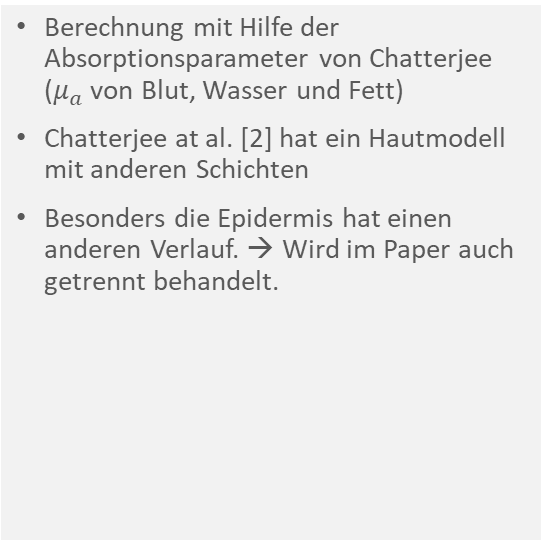 • Berechnung mit Hilfe der
Absorptionsparameter von Chatterjee
(𝜇𝑎 von Blut, Wasser und Fett)
• Chatterjee at al. [2] hat ein Hautmodell
mit anderen Schichten
• Besonders die Epidermis hat einen
anderen Verlauf. → Wird im Paper auch
getrennt behandelt.